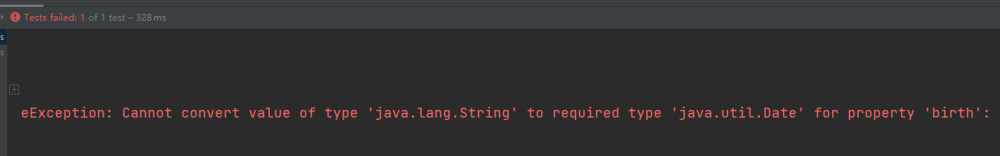 Tests failed: 1 of 1 test – 328 ms
s
s
eException: Cannot convert value of type 'java.lang.String' to required type 'java.util.Date' for property 'birth':